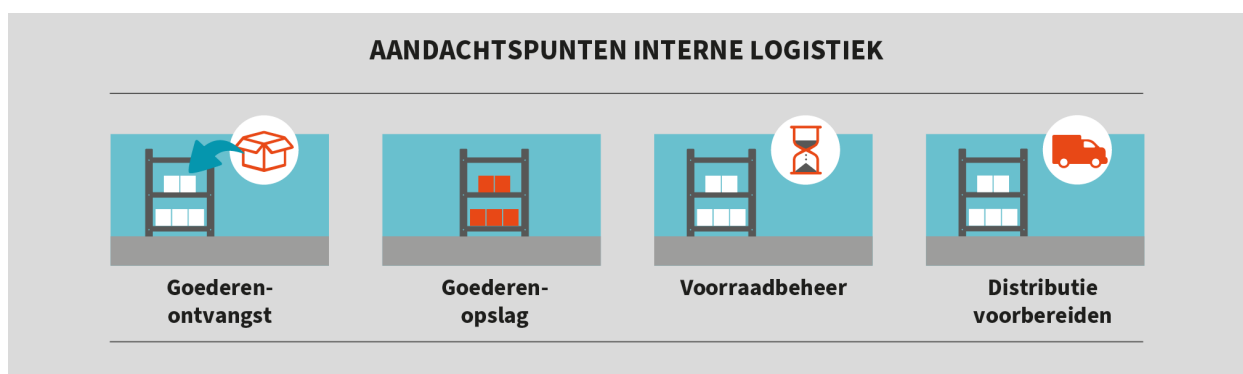 AANDACHTSPUNTEN INTERNE LOGISTIEK
Goederen-
ontvangst
Goederen-
opslag
Voorraadbeheer
Distributie
voorbereiden